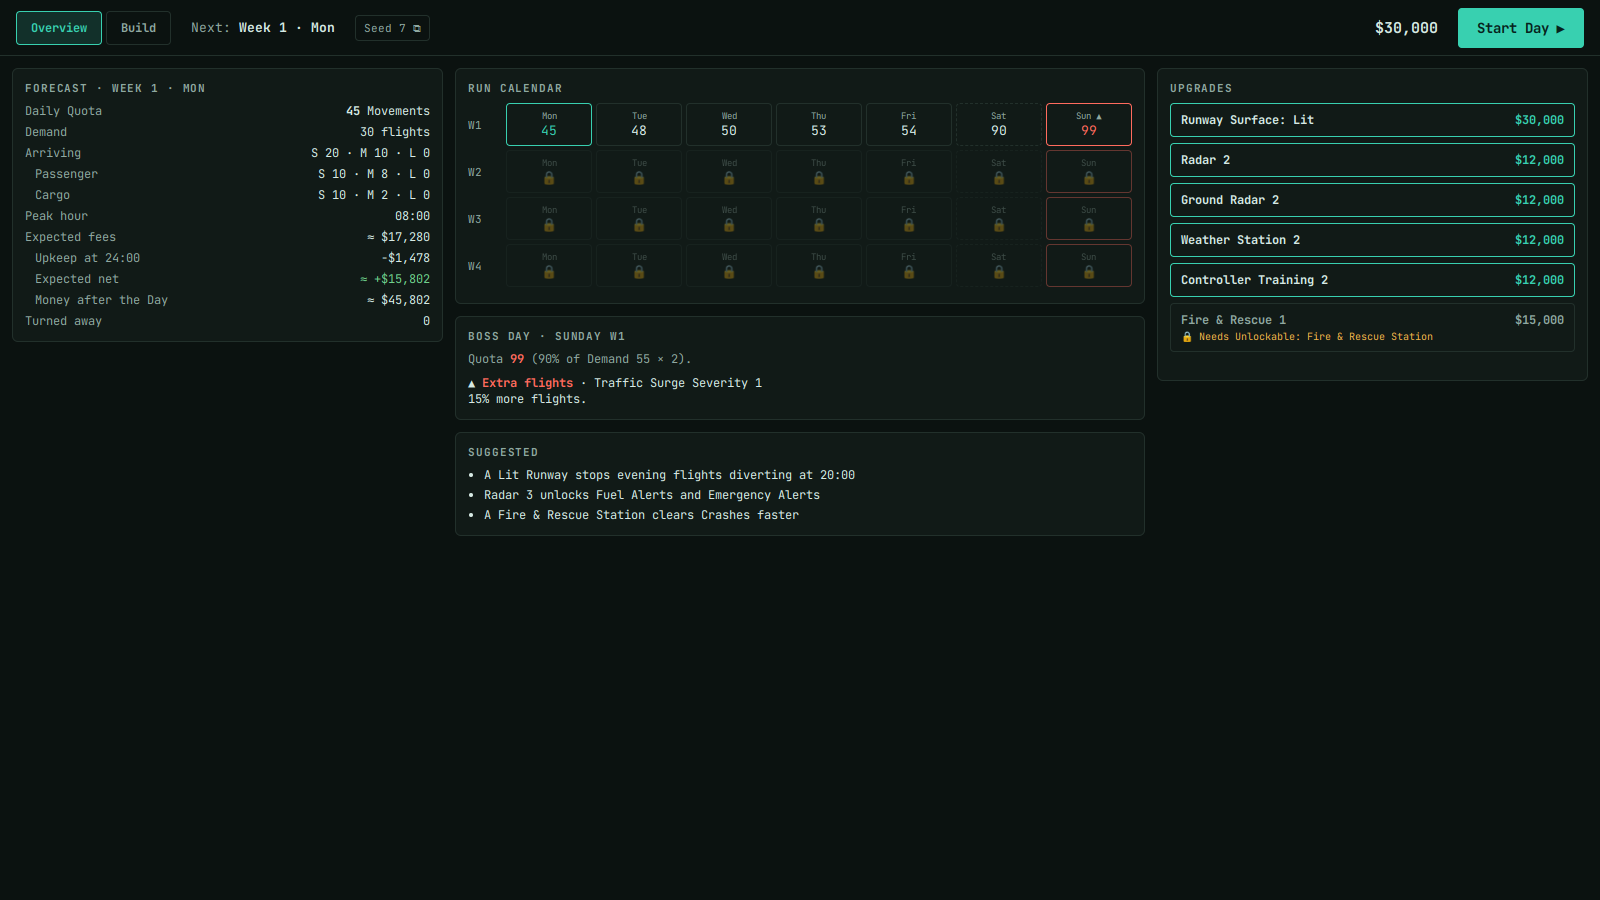 Overview Build Next: Week 1 · Mon Seed 7 ⧉ $30,000 Start Day ▶
FORECAST · WEEK 1 · MON
Daily Quota 45 Movements
Demand 30 flights
Arriving S 20 · M 10 · L 0
Passenger S 10 · M 8 · L 0
Cargo S 10 · M 2 · L 0
Peak hour 08:00
Expected fees ≈ $17,280
Upkeep at 24:00 -$1,478
Expected net ≈ +$15,802
Money after the Day ≈ $45,802
Turned away 0
RUN CALENDAR
Mon Tue Wed Thu Fri Sat Sun ▲
W1 45 48 50 53 54 90 99
Mon Tue Wed Thu Fri Sat Sun
W2
Mon Tue Wed Thu Fri Sat Sun
W3
Mon Tue Wed Thu Fri Sat Sun
W4
BOSS DAY · SUNDAY W1
Quota 99 (90% of Demand 55 × 2).
▲ Extra flights · Traffic Surge Severity 1
15% more flights.
SUGGESTED
• A Lit Runway stops evening flights diverting at 20:00
• Radar 3 unlocks Fuel Alerts and Emergency Alerts
• A Fire & Rescue Station clears Crashes faster
UPGRADES
Runway Surface: Lit $30,000
Radar 2 $12,000
Ground Radar 2 $12,000
Weather Station 2 $12,000
Controller Training 2 $12,000
Fire & Rescue 1 $15,000
🔒 Needs Unlockable: Fire & Rescue Station